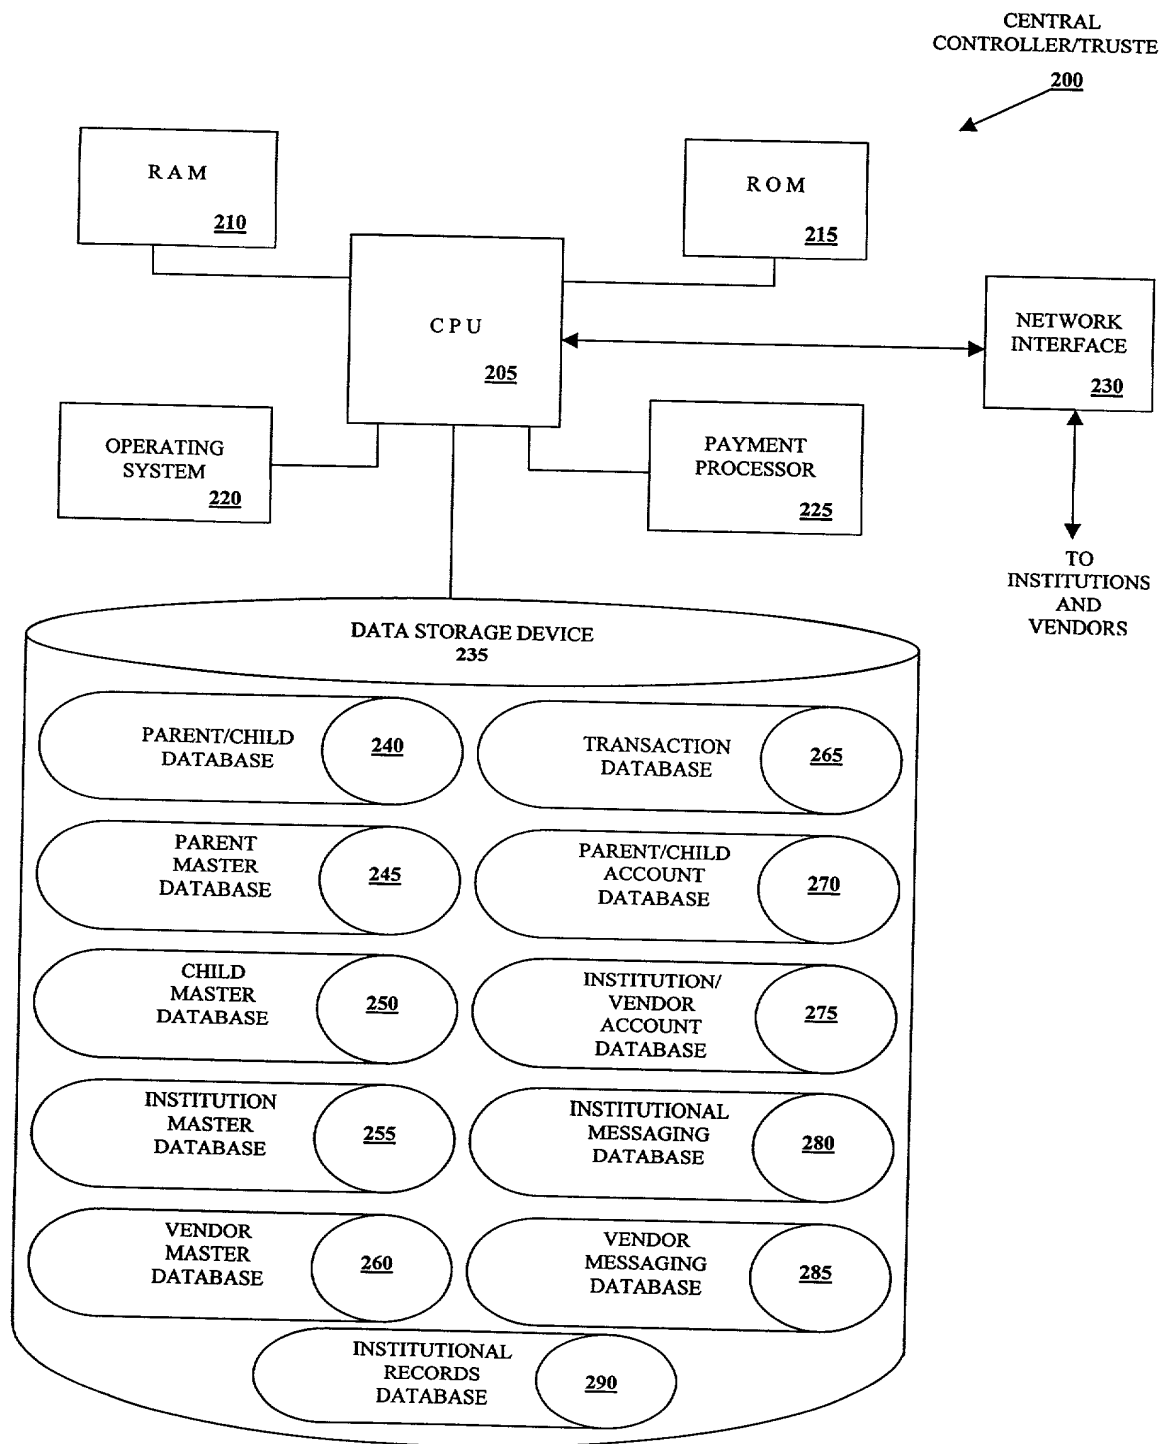 CENTRAL
CONTROLLER/TRUSTE
200
RAM
210
ROM
215
CPU
205
NETWORK
INTERFACE
230
OPERATING
SYSTEM
220
PAYMENT
PROCESSOR
225
TO
INSTITUTIONS
AND
VENDORS
DATA STORAGE DEVICE
235
PARENT/CHILD
DATABASE
240
TRANSACTION
DATABASE
265
PARENT
MASTER
DATABASE
245
PARENT/CHILD
ACCOUNT
DATABASE
270
CHILD
MASTER
DATABASE
250
INSTITUTION/
VENDOR
ACCOUNT
DATABASE
275
INSTITUTION
MASTER
DATABASE
255
INSTITUTIONAL
MESSAGING
DATABASE
280
VENDOR
MASTER
DATABASE
260
VENDOR
MESSAGING
DATABASE
285
INSTITUTIONAL
RECORDS
DATABASE
290